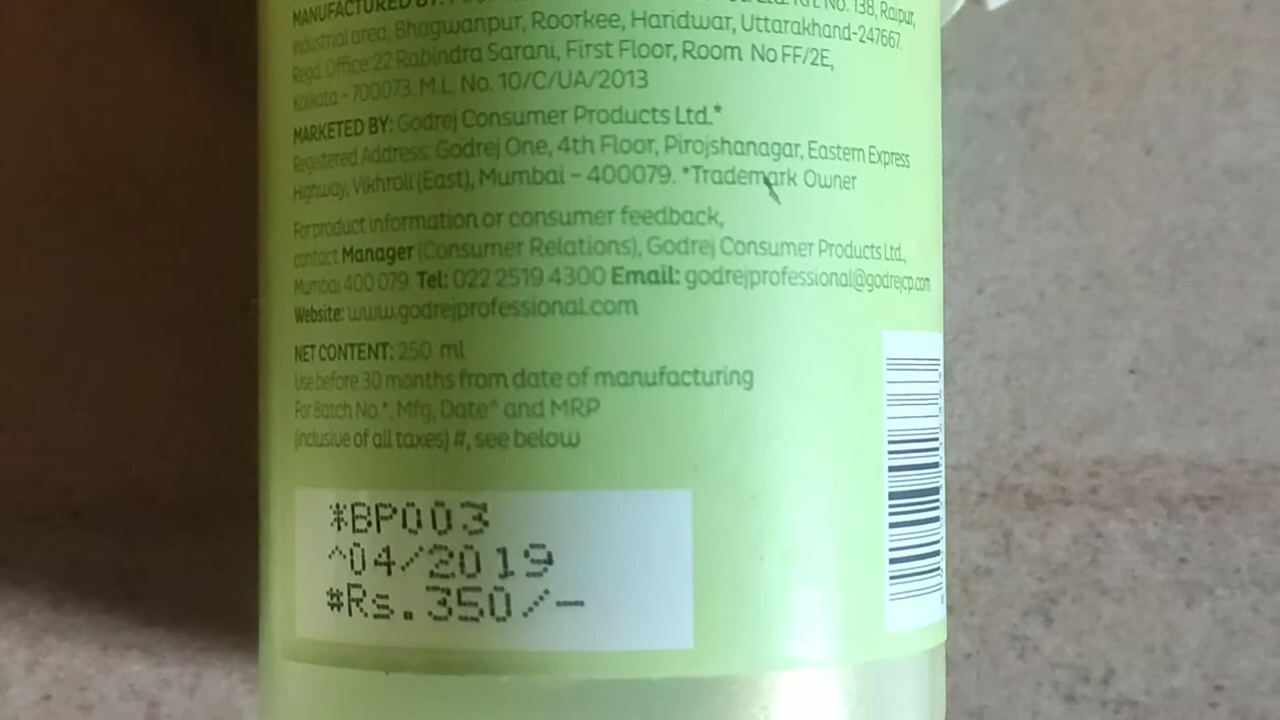 MANUFACTURED BY: No. 138, Raipur,
Industrial area, Bhagwanpur, Roorkee, Haridwar, Uttarakhand-247667.
Regd. Office:22 Rabindra Sarani, First Floor, Room No FF/2E,
Kolkata - 700073. M.L. No. 10/C/UA/2013
MARKETED BY: Godrej Consumer Products Ltd.*
Registered Address: Godrej One, 4th Floor, Pirojshanagar, Eastern Express
Highway, Vikhroli (East), Mumbai – 400079. *Trademark Owner
For product information or consumer feedback,
contact Manager (Consumer Relations), Godrej Consumer Products Ltd.,
Mumbai 400 079. Tel: 022 2519 4300 Email: godrejprofessional@godrejcp.com
Website: www.godrejprofessional.com
NET CONTENT: 250 ml
Use before 30 months from date of manufacturing
For Batch No.*, Mfg, Date^ and MRP
(inclusive of all taxes) #, see below
*BP003
^04/2019
#Rs.350/-